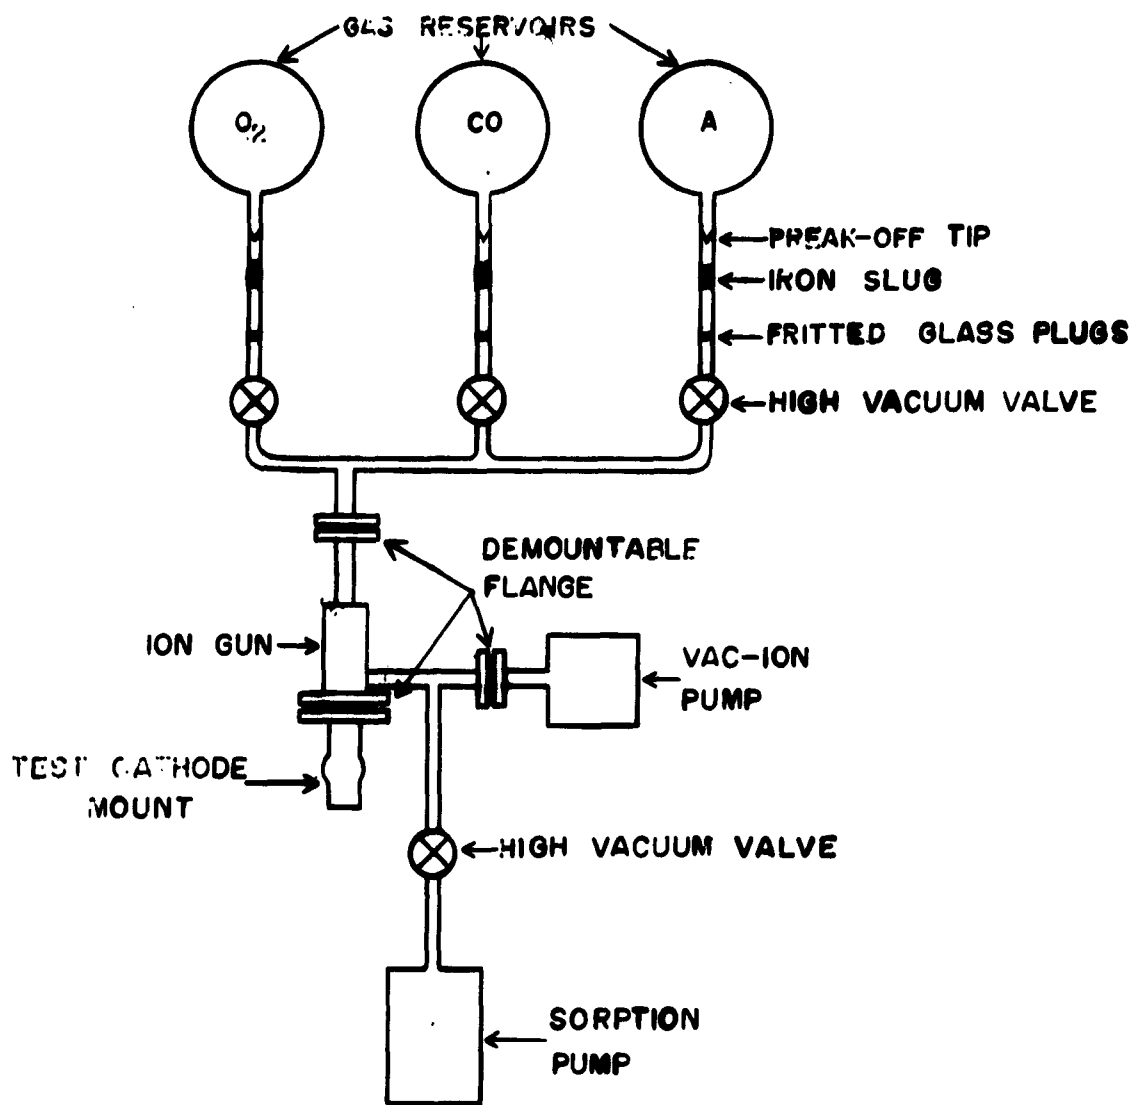 GAS RESERVOIRS
O2
CO
A
BREAK-OFF TIP
IRON SLUG
FRITTED GLASS PLUGS
HIGH VACUUM VALVE
DEMOUNTABLE
FLANGE
ION GUN
VAC-ION
PUMP
TEST CATHODE
MOUNT
HIGH VACUUM VALVE
SORPTION
PUMP